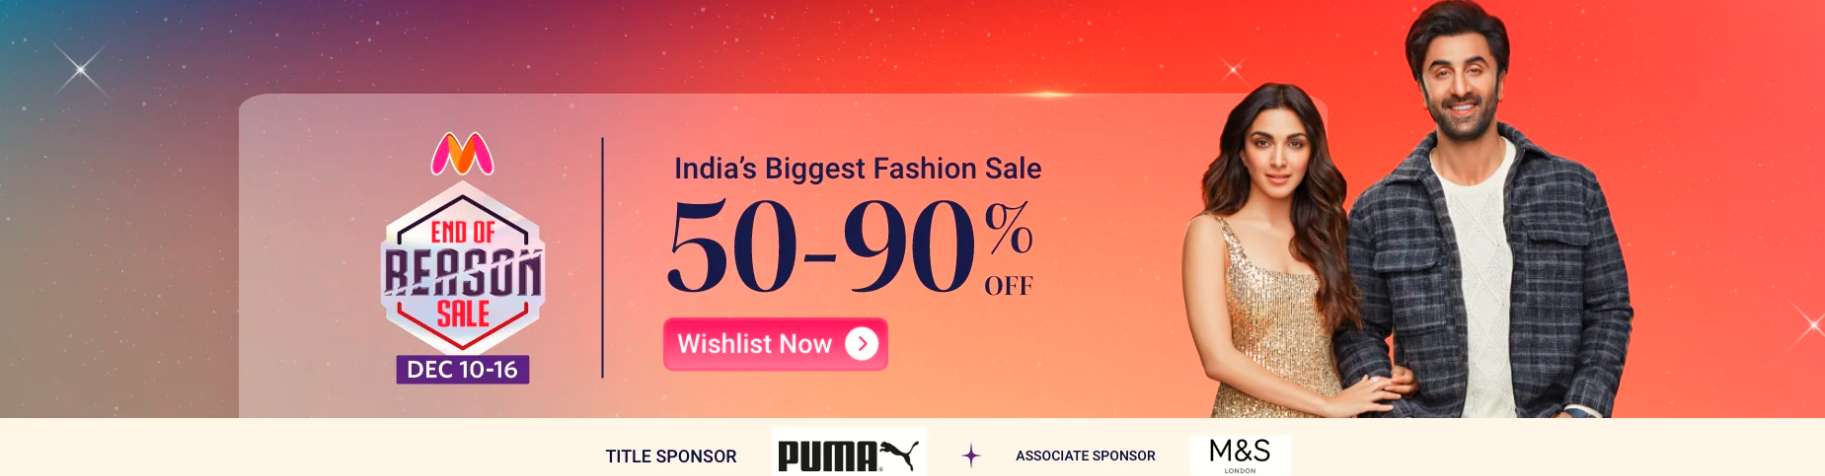 END OF
REASON
SALE
DEC 10-16
India's Biggest Fashion Sale
50-90%
OFF
Wishlist Now
TITLE SPONSOR
PUMA
ASSOCIATE SPONSOR
M&S
LONDON